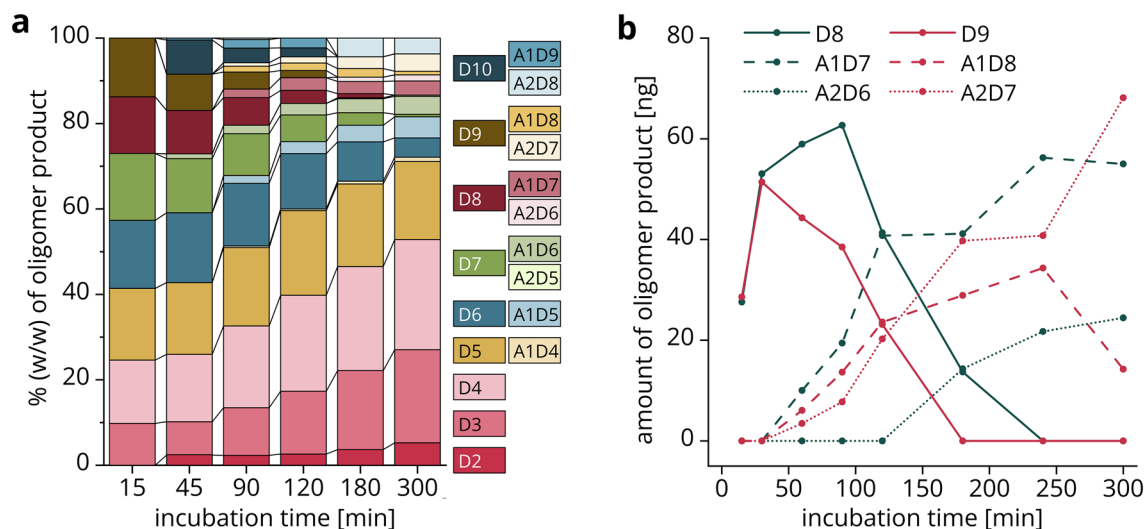 a
% (w/w) of oligomer product
100
80
60
40
20
0
15 45 90 120 180 300
incubation time [min]
D10 A1D9
A2D8
D9 A1D8
A2D7
D8 A1D7
A2D6
D7 A1D6
A2D5
D6 A1D5
D5 A1D4
D4
D3
D2
b
amount of oligomer product [ng]
80
60
40
20
0
D8 D9
A1D7 A1D8
A2D6 A2D7
0 50 100 150 200 250 300
incubation time [min]